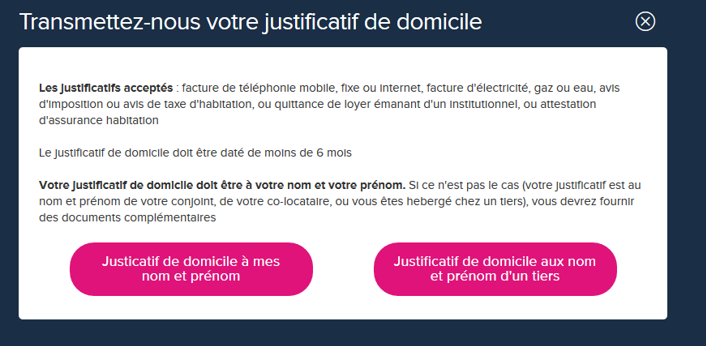 Transmettez-nous votre justificatif de domicile
Les justificatifs acceptés : facture de téléphonie mobile, fixe ou internet, facture d'électricité, gaz ou eau, avis
d'imposition ou avis de taxe d'habitation, ou quittance de loyer émanant d'un institutionnel, ou attestation
d'assurance habitation
Le justificatif de domicile doit être daté de moins de 6 mois
Votre justificatif de domicile doit être à votre nom et votre prénom. Si ce n'est pas le cas (votre justificatif est au
nom et prénom de votre conjoint, de votre co-locataire, ou vous êtes hebergé chez un tiers), vous devrez fournir
des documents complémentaires
Justicatif de domicile à mes
nom et prénom
Justificatif de domicile aux nom
et prénom d'un tiers